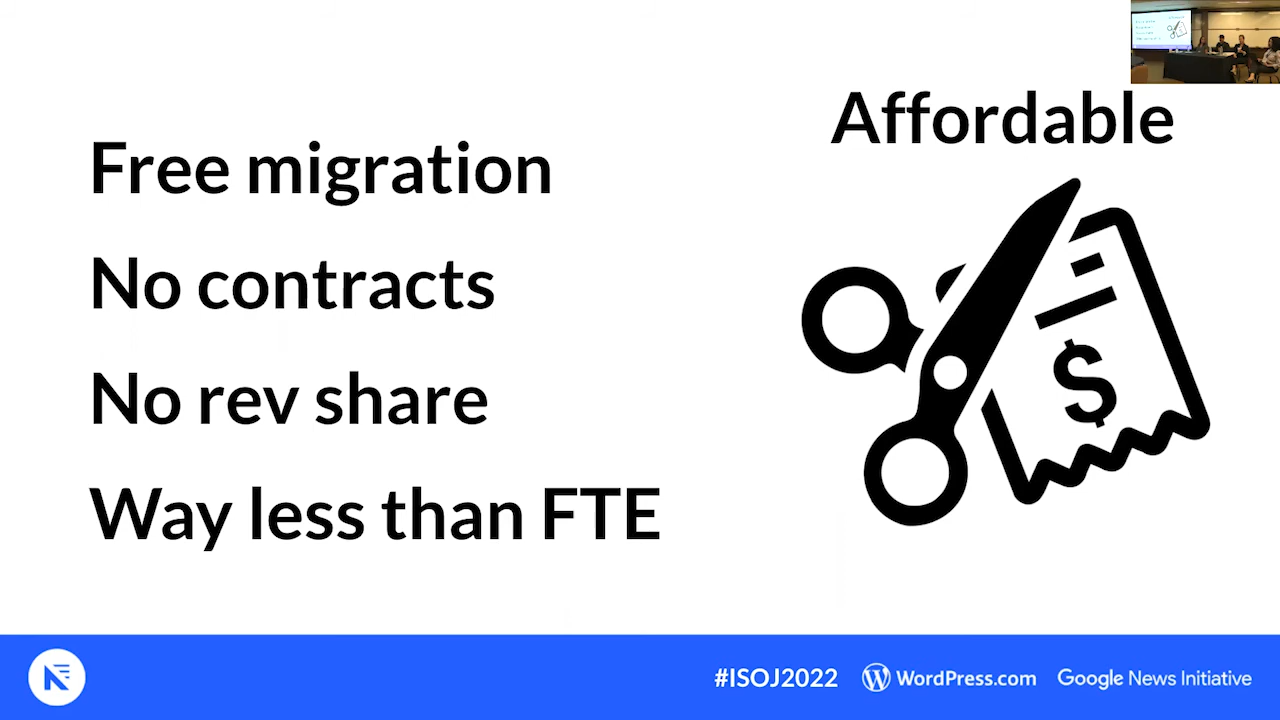 Affordable
Free migration
No contracts
No rev share
Way less than FTE
$
#ISOJ2022 WordPress.com Google News Initiative